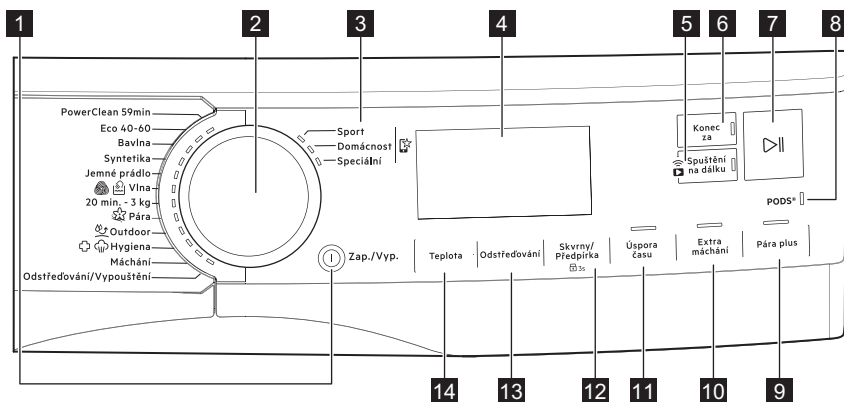 1
2
3
4
5
6
7
8
PowerClean 59min
Eco 40-60
Bavlna
Syntetika
Jemné prádlo
Vlna
20 min. - 3 kg
Pára
Outdoor
Hygiena
Máchání
Odstřeďování/Vypouštění
Sport
Domácnost
Speciální
Zap./Vyp.
Konec
za
Spuštění
na dálku
PODS®
Teplota
Odstřeďování
Skvrny/
Předpírka
3s
Úspora
času
Extra
máchání
Pára plus
14
13
12
11
10
9